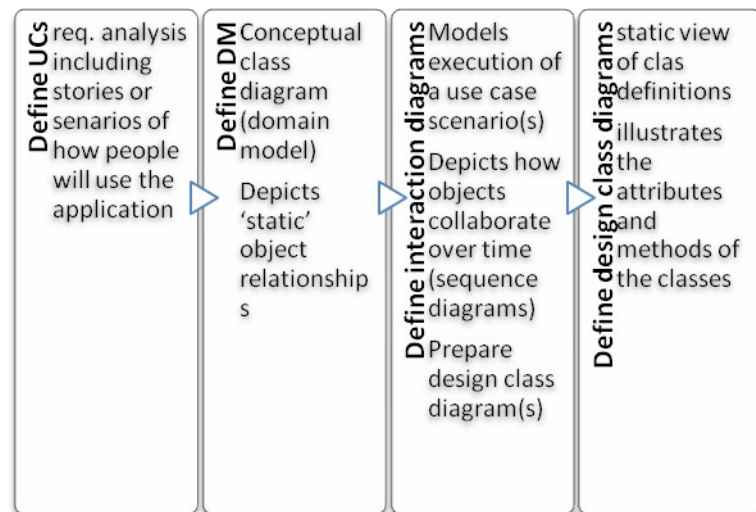 Define UCs
req. analysis
including
stories or
senarios of
how people
will use the
application
Define DM
Conceptual
class
diagram
(domain
model)
Depicts
‘static’
object
relationship
s
Define interaction diagrams
Models
execution of
a use case
scenario(s)
Depicts how
objects
collaborate
over time
(sequence
diagrams)
Prepare
design class
diagram(s)
Define design class diagrams
static view
of clas
definitions
illustrates
the
attributes
and
methods of
the classes